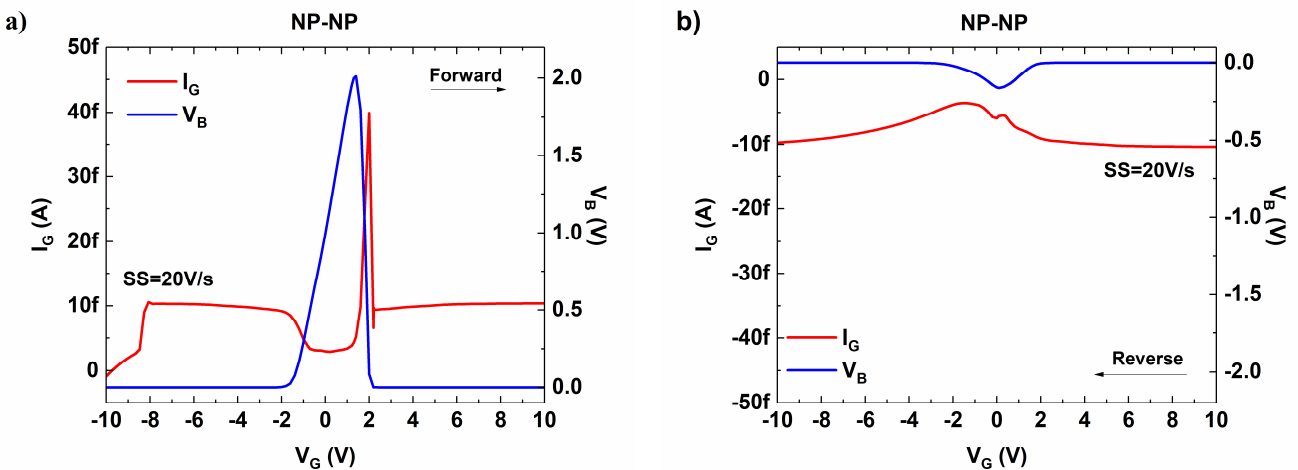 a)
NP-NP
50f
40f
30f
20f
10f
0
I_G (A)
I_G
V_B
Forward
SS=20V/s
2.0
1.5
1.0
0.5
0.0
V_B (V)
-10 -8 -6 -4 -2 0 2 4 6 8 10
V_G (V)
b)
NP-NP
0
-10f
-20f
-30f
-40f
-50f
I_G (A)
SS=20V/s
I_G
V_B
Reverse
0.0
-0.5
-1.0
-1.5
-2.0
V_B (V)
-10 -8 -6 -4 -2 0 2 4 6 8 10
V_G (V)